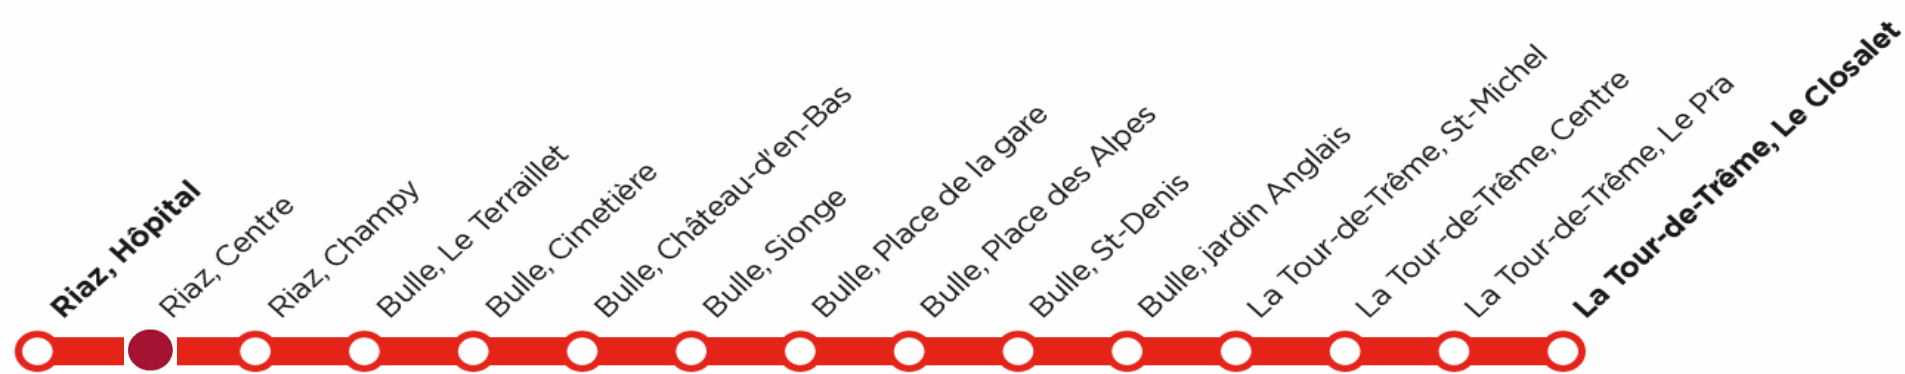 Riaz, Hôpital
Riaz, Centre
Riaz, Champy
Bulle, Le Terraillet
Bulle, Cimetière
Bulle, Château-d'en-Bas
Bulle, Sionge
Bulle, Place de la gare
Bulle, Place des Alpes
Bulle, St-Denis
Bulle, jardin Anglais
La Tour-de-Trême, St-Michel
La Tour-de-Trême, Centre
La Tour-de-Trême, Le Pra
La Tour-de-Trême, Le Closalet